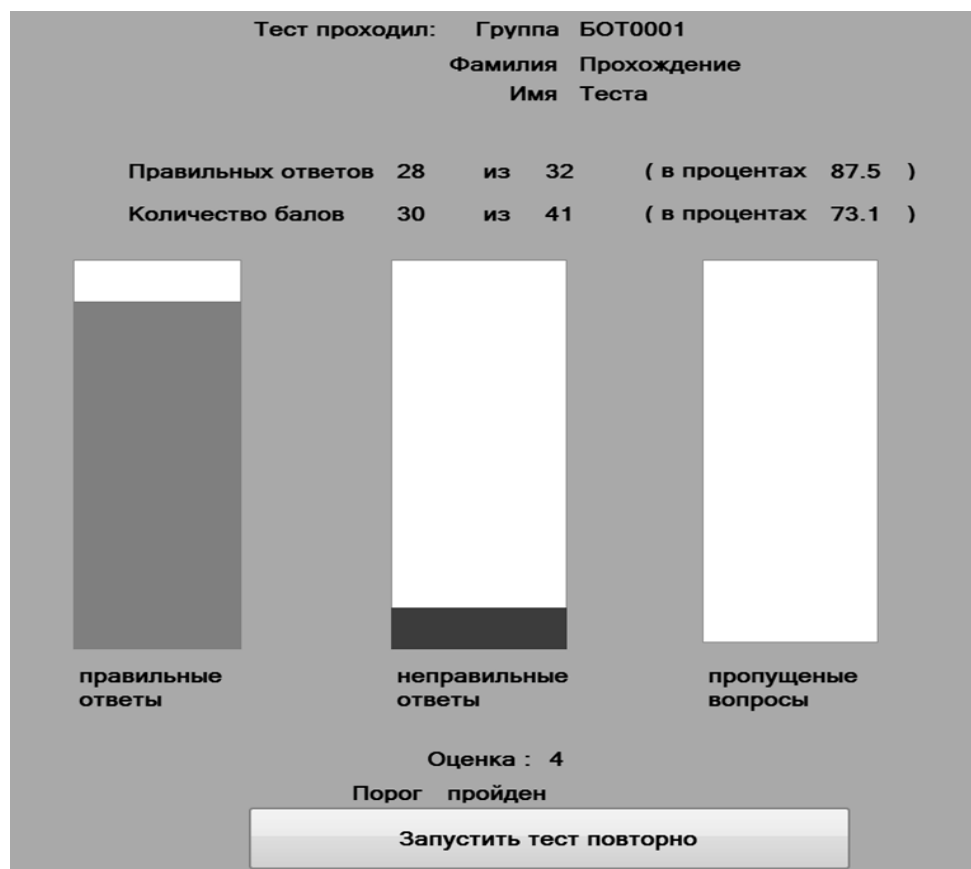 Тест проходил: Группа БОТ0001
Фамилия Прохождение
Имя Теста
Правильных ответов 28 из 32 ( в процентах 87.5 )
Количество балов 30 из 41 ( в процентах 73.1 )
правильные ответы
неправильные ответы
пропущеные вопросы
Оценка : 4
Порог пройден
Запустить тест повторно